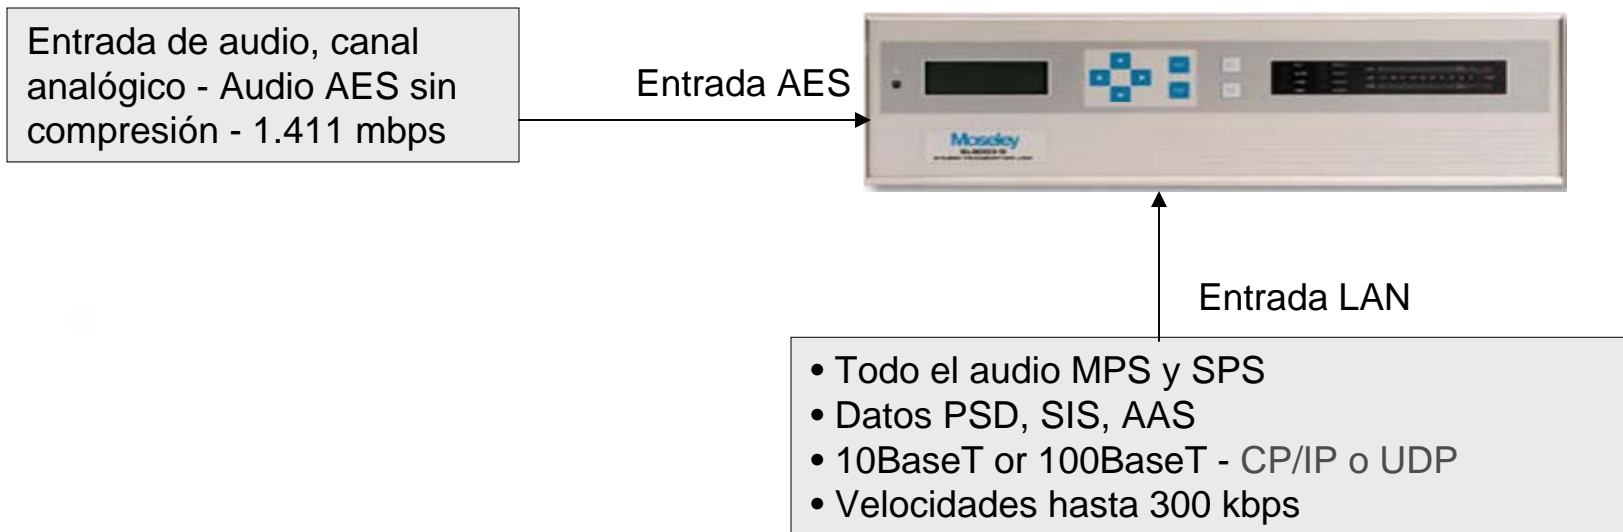 Entrada de audio, canal
analógico - Audio AES sin
compresión - 1.411 mbps
Entrada AES
Moseley
Entrada LAN
• Todo el audio MPS y SPS
• Datos PSD, SIS, AAS
• 10BaseT or 100BaseT - CP/IP o UDP
• Velocidades hasta 300 kbps